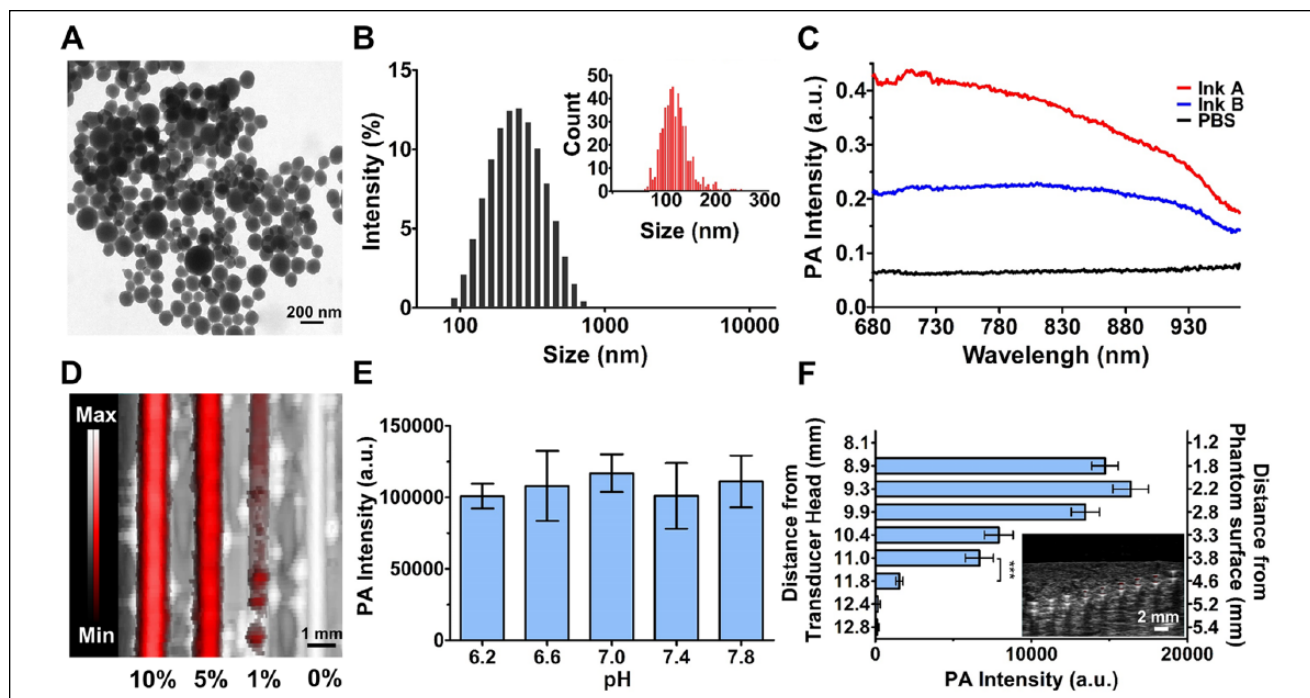 A
200 nm
B
Intensity (%)
15
10
5
0
100 1000 10000
Size (nm)
Count
50
40
30
20
10
0
100 200 300
Size (nm)
C
PA Intensity (a.u.)
0.4
0.3
0.2
0.1
0.0
680 730 780 830 880 930
Wavelengh (nm)
Ink A
Ink B
PBS
D
Max
Min
1 mm
10% 5% 1% 0%
E
PA Intensity (a.u.)
150000
100000
50000
0
6.2 6.6 7.0 7.4 7.8
pH
F
Distance from
Transducer Head (mm)
8.1
8.9
9.3
9.9
10.4
11.0
11.8
12.4
12.8
***
2 mm
1.2
1.8
2.2
2.8
3.3
3.8
4.6
5.2
5.4
Distance from
Phantom surface (mm)
0 10000 20000
PA Intensity (a.u.)